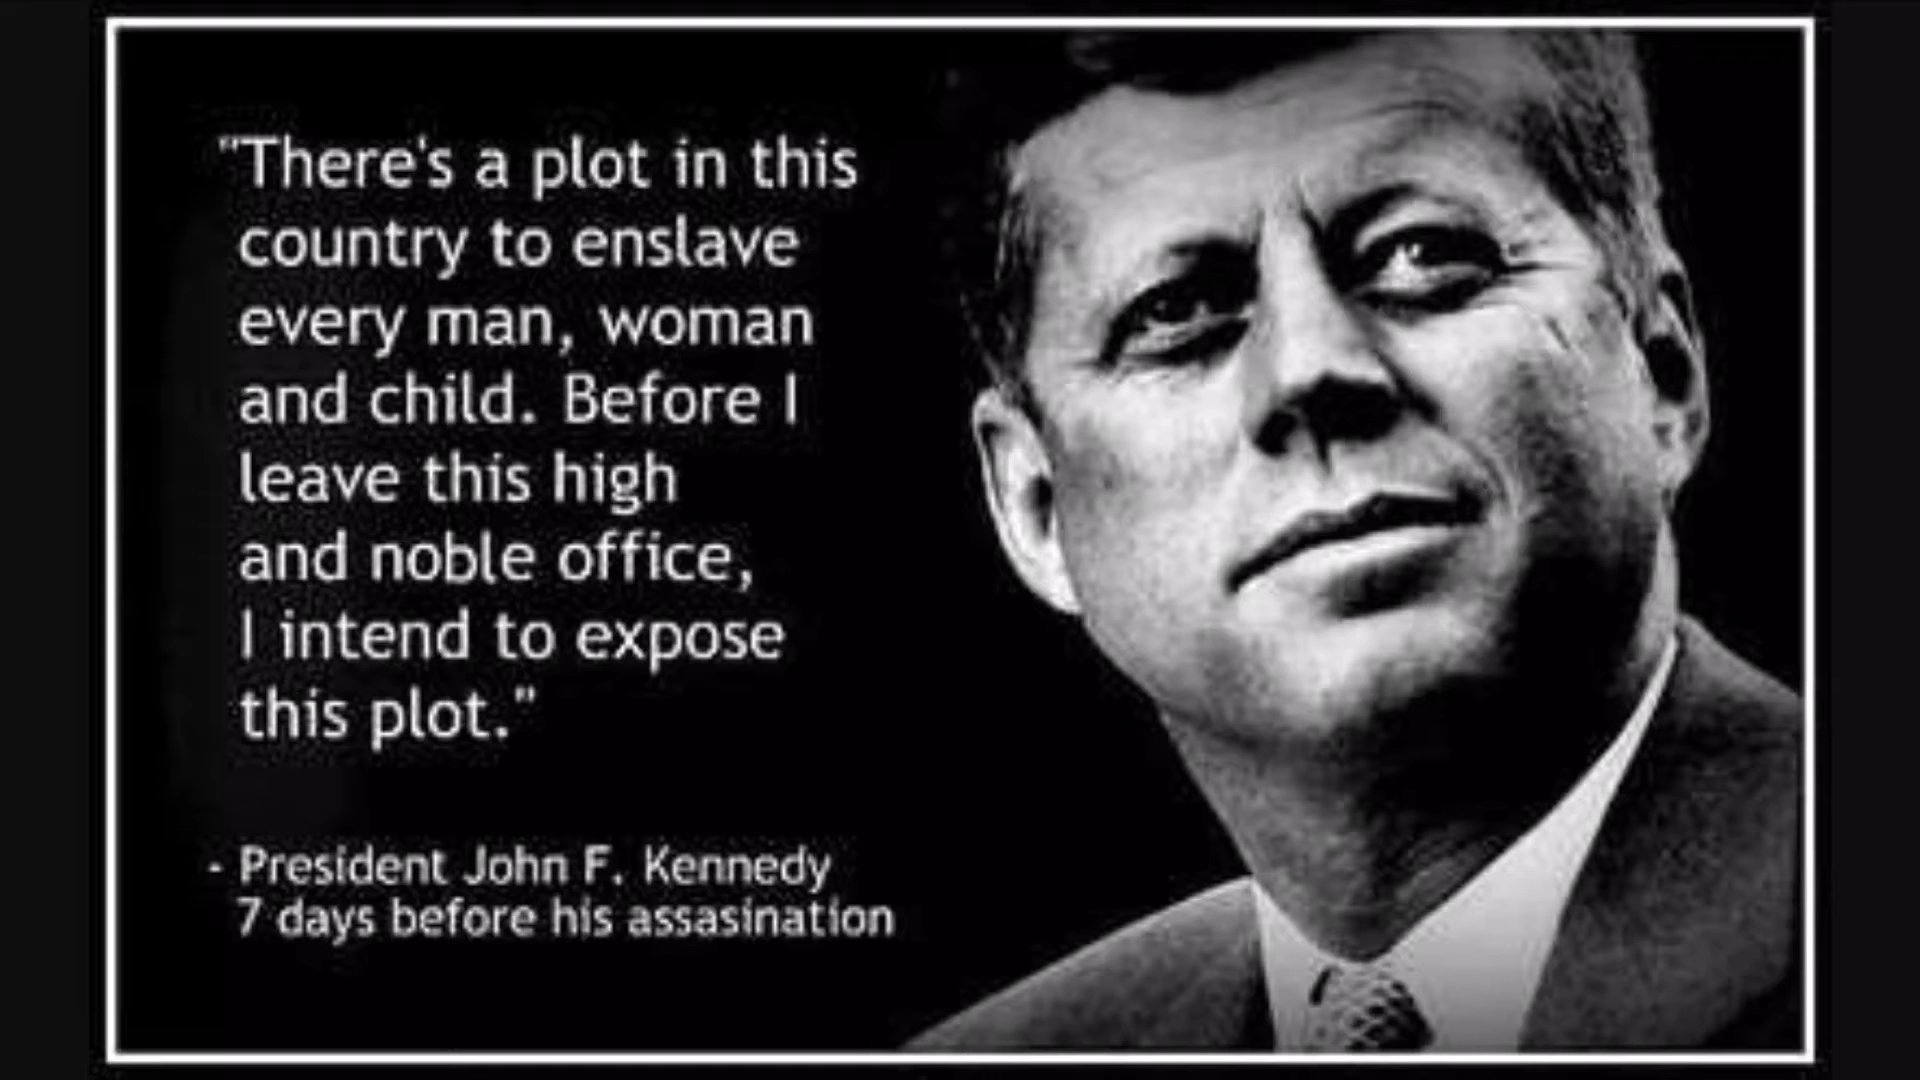 "There's a plot in this
country to enslave
every man, woman
and child. Before I
leave this high
and noble office,
I intend to expose
this plot."
- President John F. Kennedy
7 days before his assasination